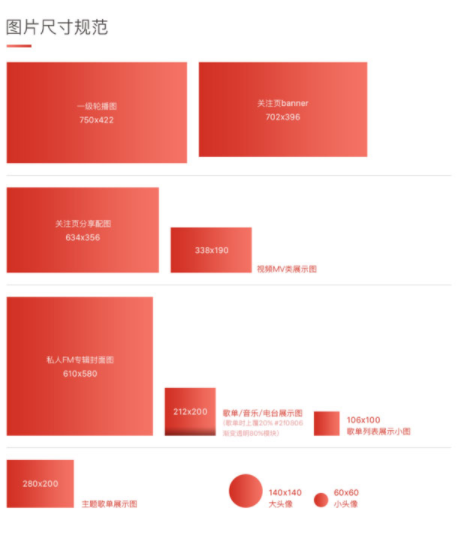 图片尺寸规范
一级轮播图
750x422
关注页banner
702x396
关注页分享配图
634x356
338x190
视频MV类展示图
私人FM专辑封面图
610x580
212x200
歌单/音乐/电台展示图
(歌单封上覆20% #210906
渐变透明90%模块)
106x100
歌单列表展示小图
280x200
主题歌单展示图
140x140
大头像
60x60
小头像